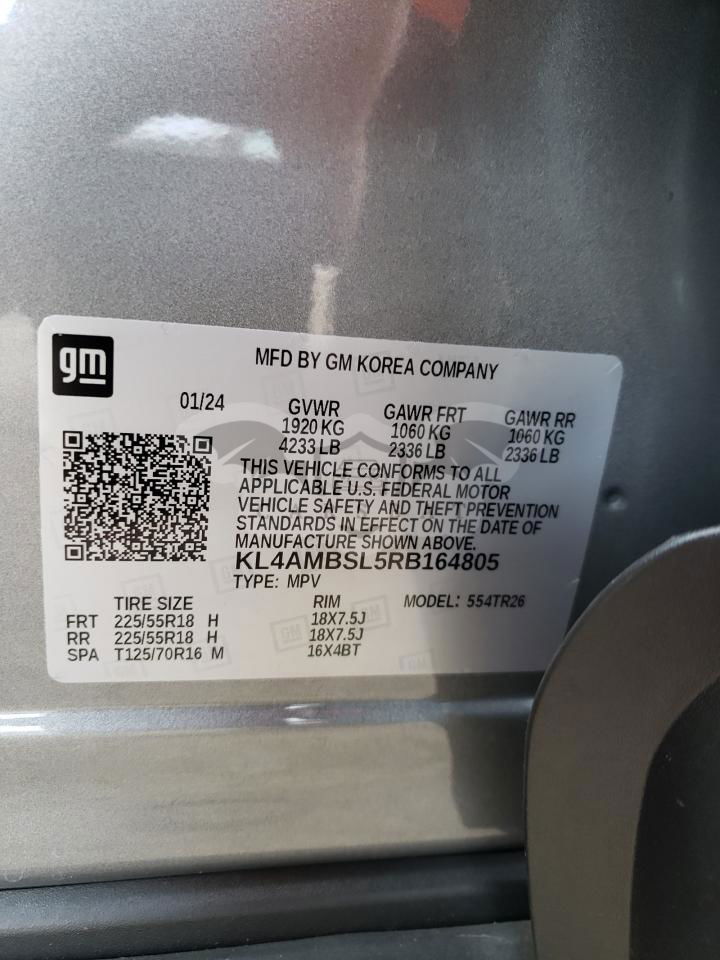 gm
MFD BY GM KOREA COMPANY
01/24 GVWR GAWR FRT GAWR RR
1920 KG 1060 KG 1060 KG
4233 LB 2336 LB 2336 LB
THIS VEHICLE CONFORMS TO ALL
APPLICABLE U.S. FEDERAL MOTOR
VEHICLE SAFETY AND THEFT PREVENTION
STANDARDS IN EFFECT ON THE DATE OF
MANUFACTURE SHOWN ABOVE.
KL4AMBSL5RB164805
TYPE: MPV
TIRE SIZE RIM MODEL: 554TR26
FRT 225/55R18 H 18X7.5J
RR 225/55R18 H 18X7.5J
SPA T125/70R16 M 16X4BT